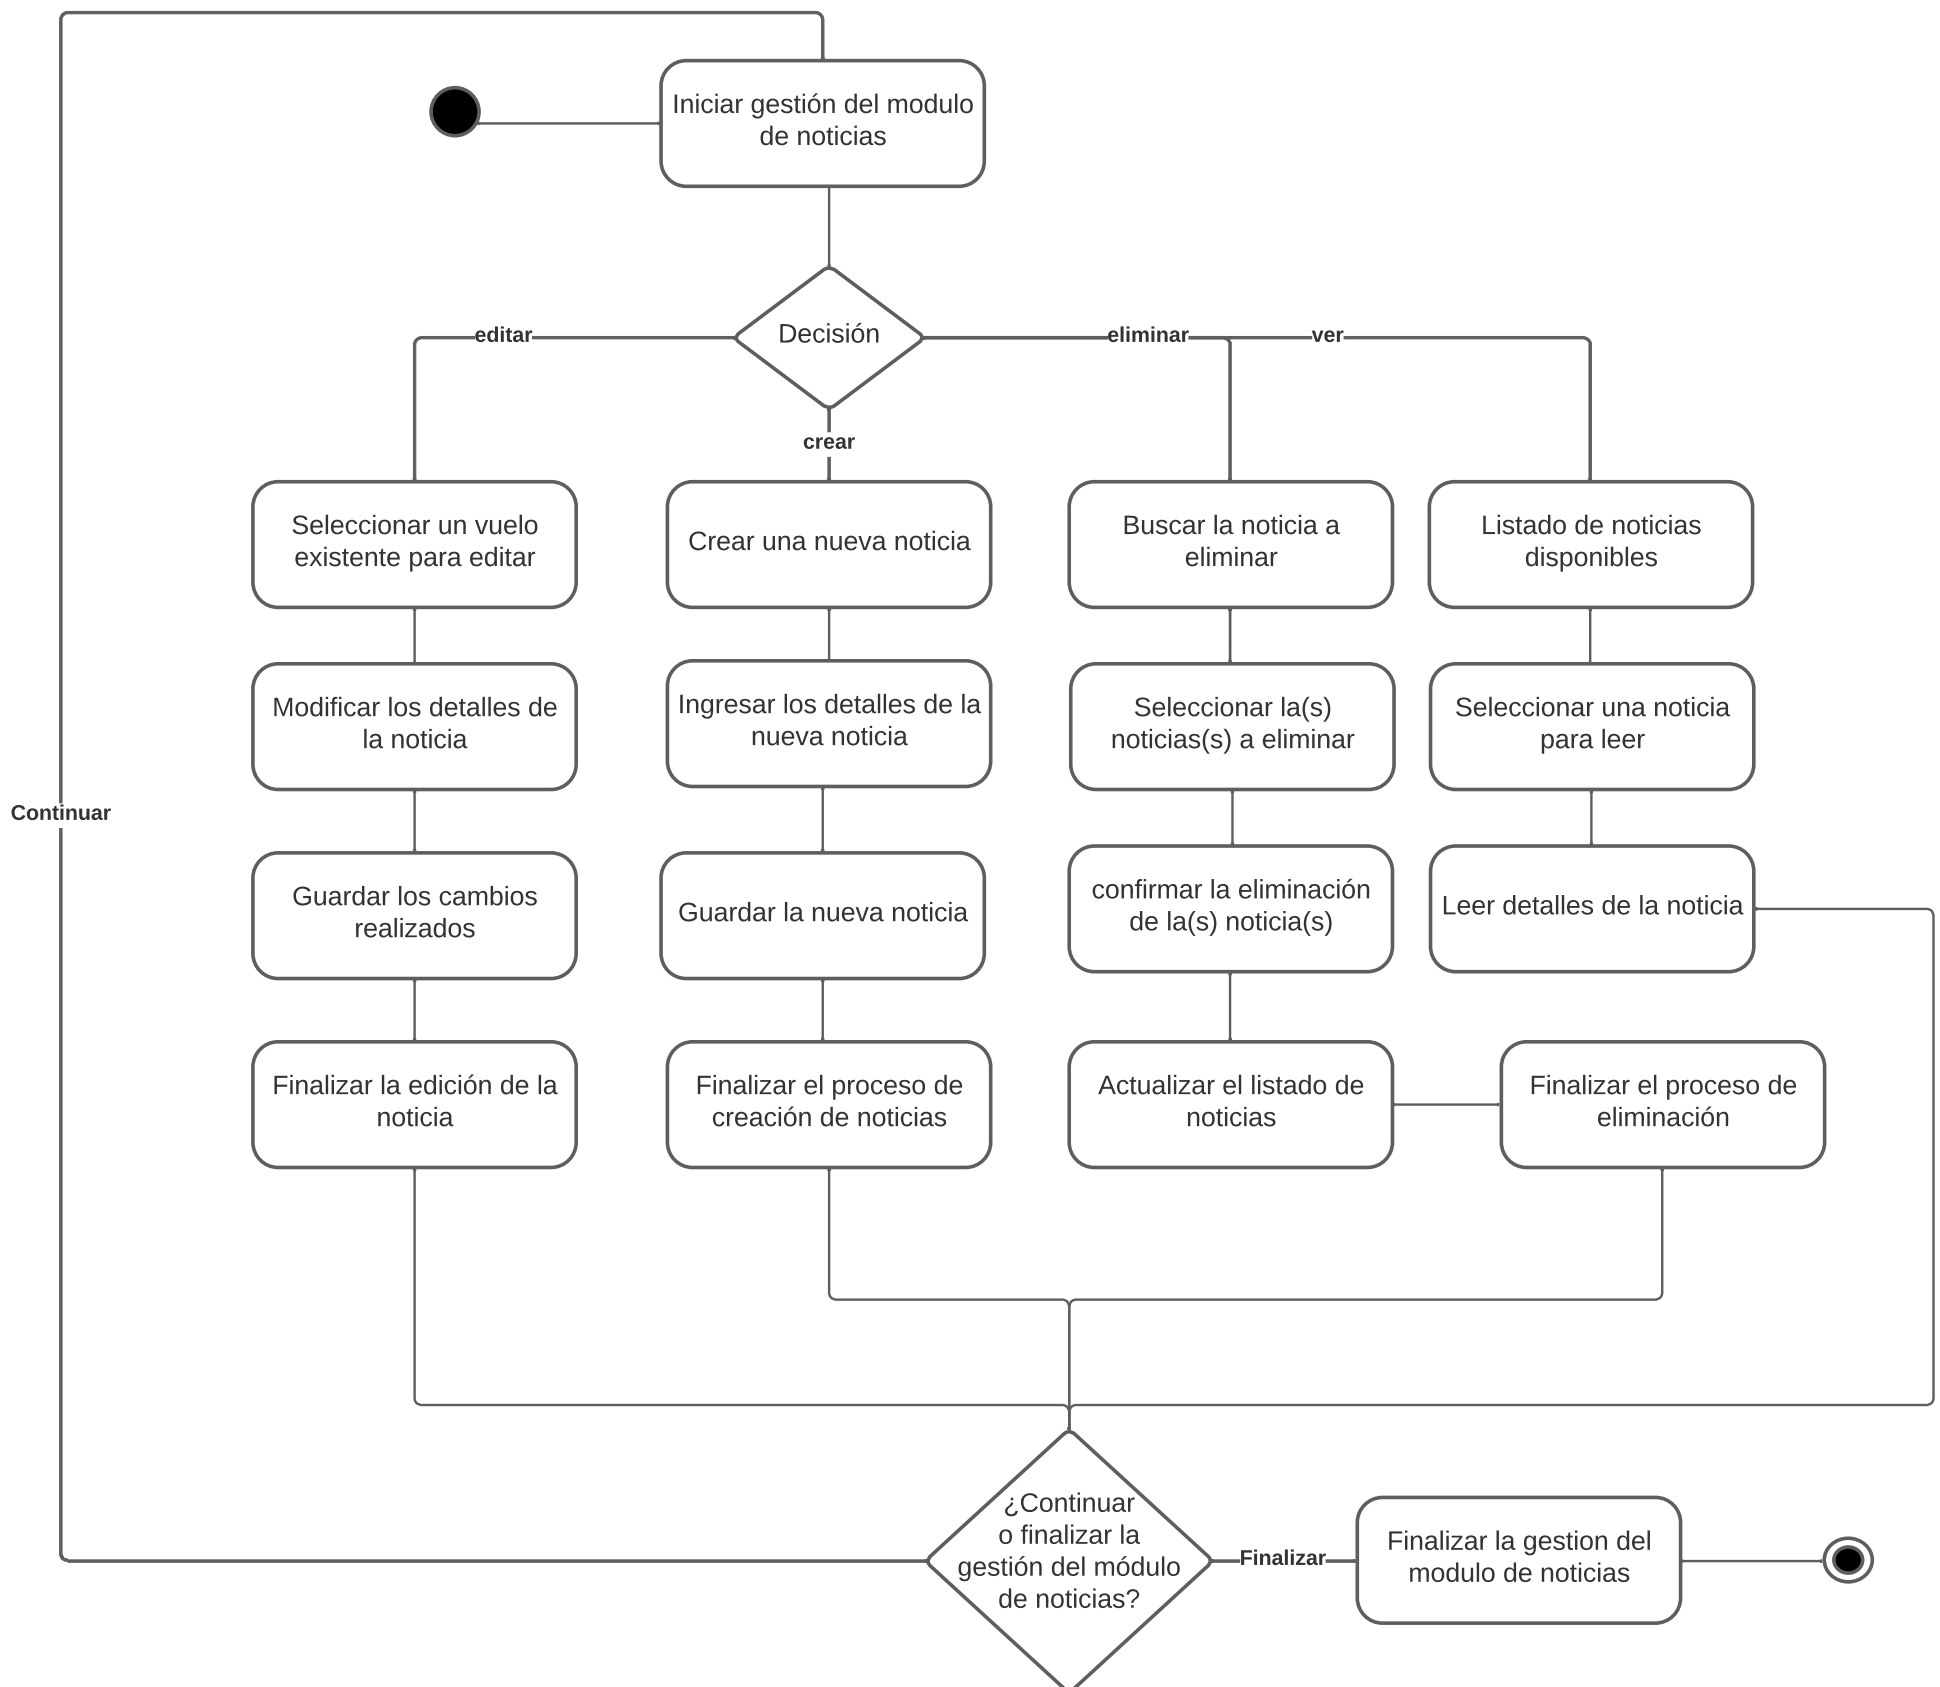 Iniciar gestión del modulo
de noticias
Decisión
editar
eliminar
ver
crear
Seleccionar un vuelo
existente para editar
Crear una nueva noticia
Buscar la noticia a
eliminar
Listado de noticias
disponibles
Modificar los detalles de
la noticia
Ingresar los detalles de la
nueva noticia
Seleccionar la(s)
noticias(s) a eliminar
Seleccionar una noticia
para leer
Continuar
Guardar los cambios
realizados
Guardar la nueva noticia
confirmar la eliminación
de la(s) noticia(s)
Leer detalles de la noticia
Finalizar la edición de la
noticia
Finalizar el proceso de
creación de noticias
Actualizar el listado de
noticias
Finalizar el proceso de
eliminación
¿Continuar
o finalizar la
gestión del módulo
de noticias?
Finalizar
Finalizar la gestion del
modulo de noticias